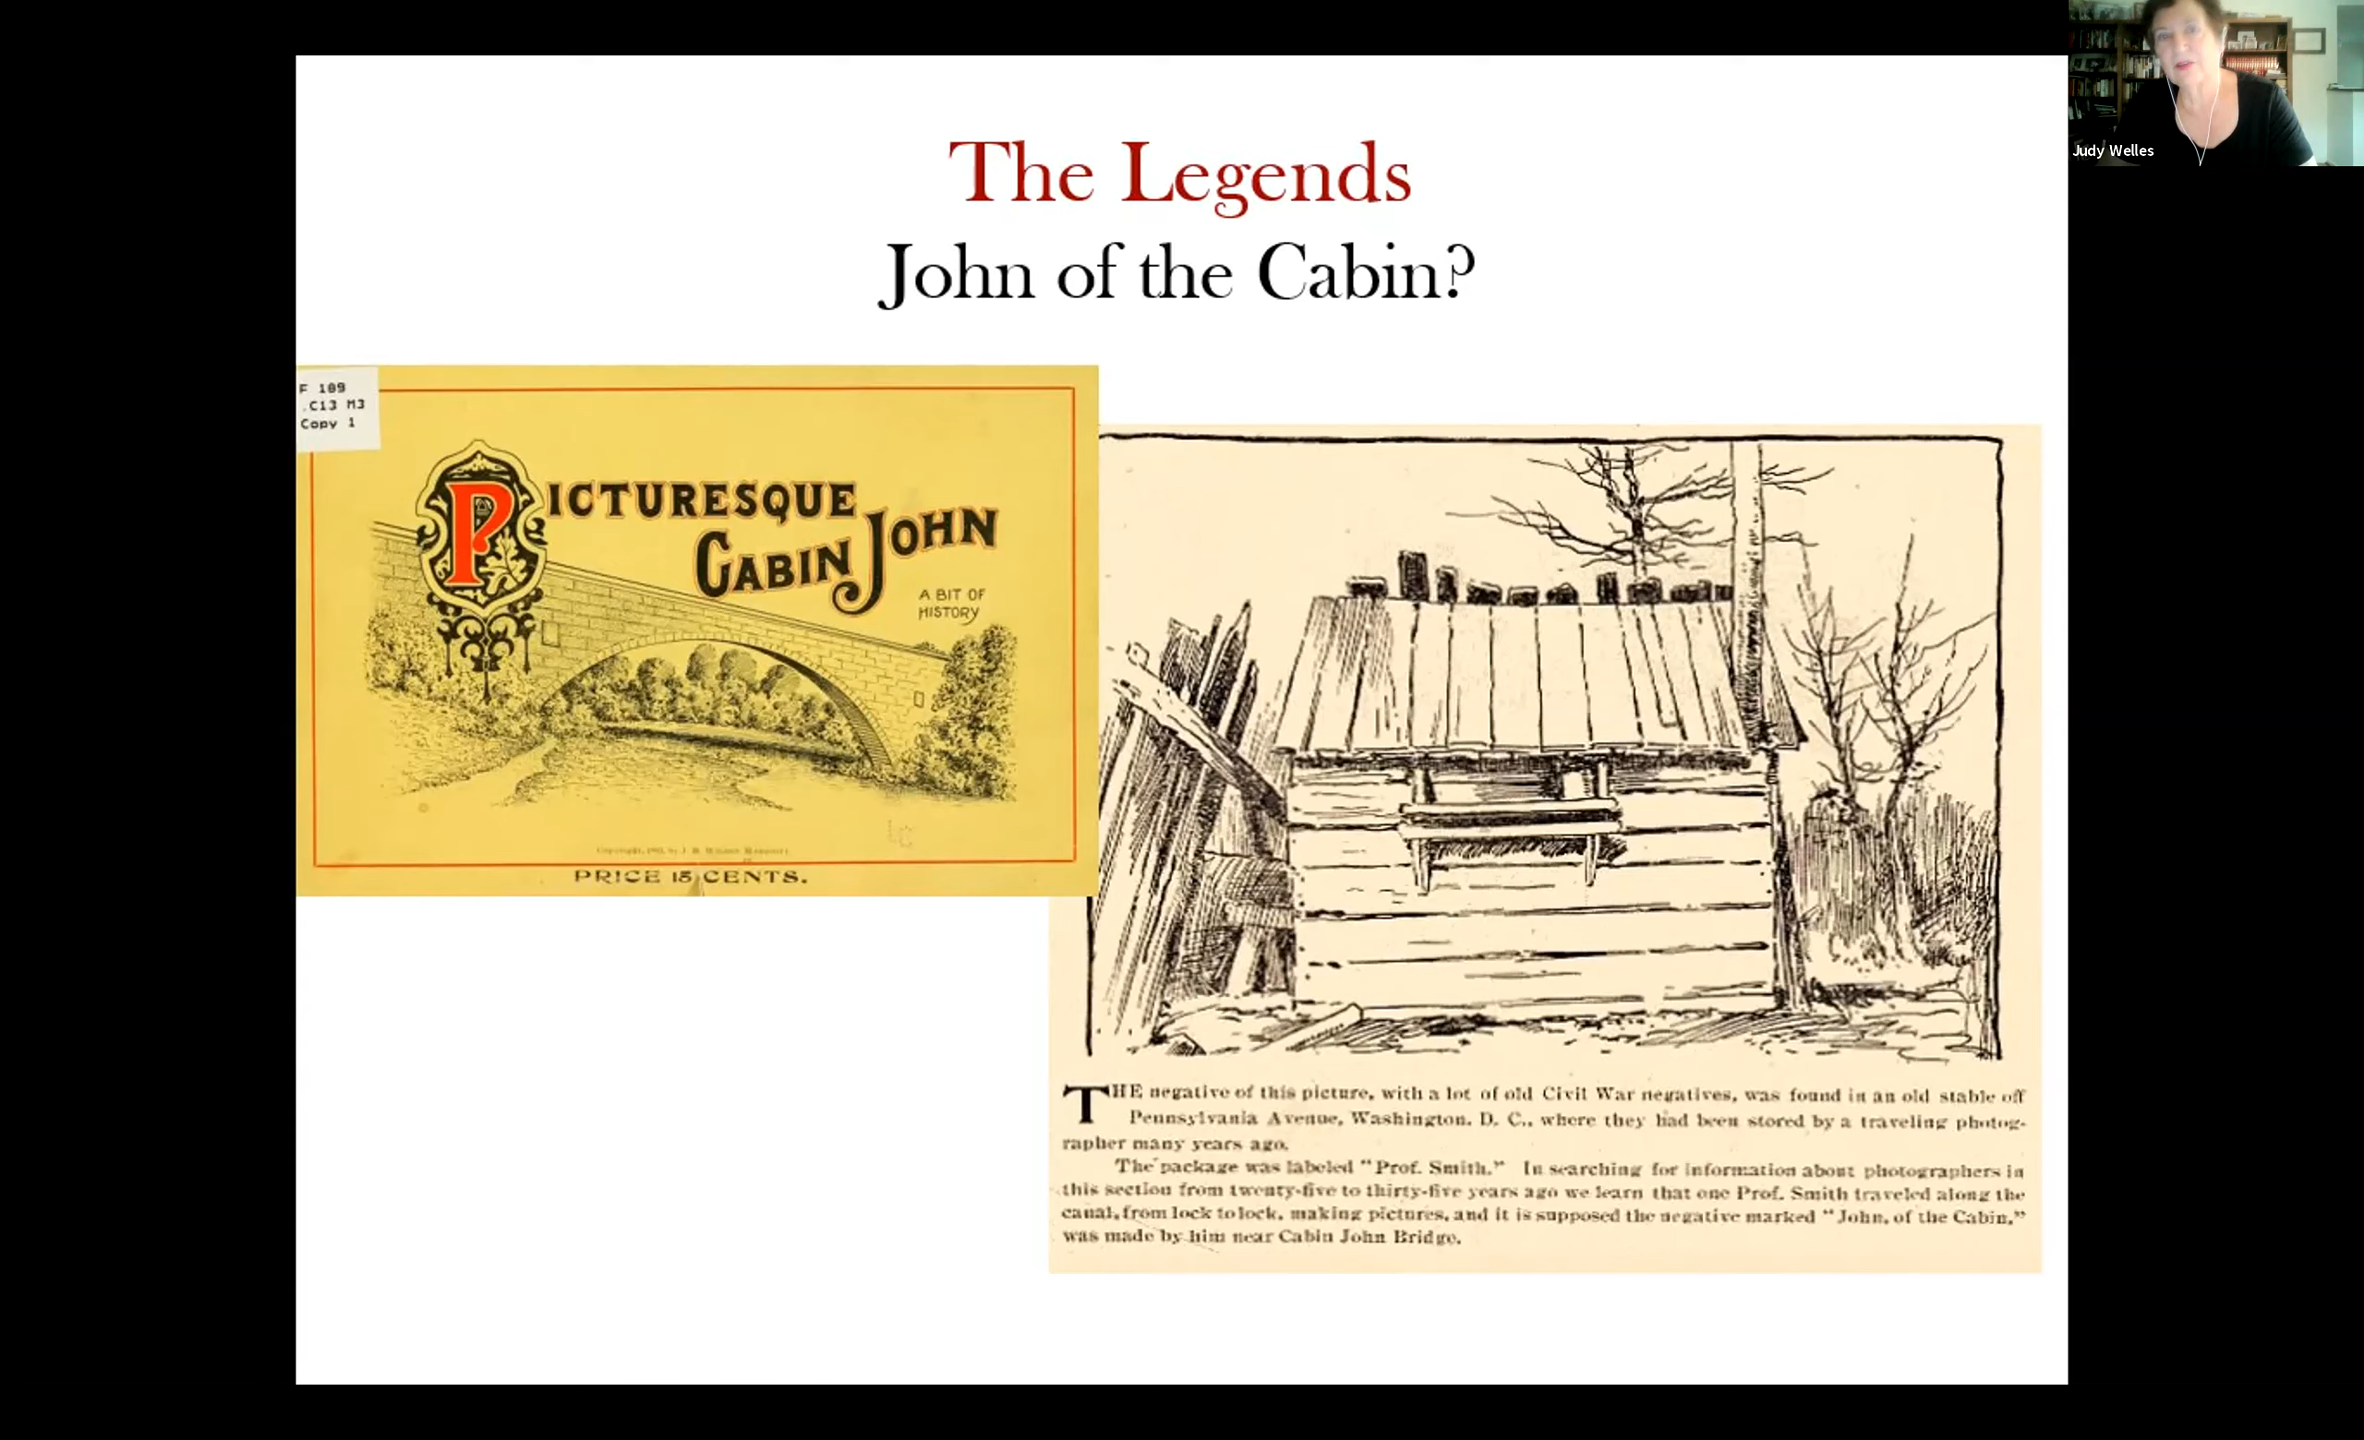 Judy Welles
The Legends
John of the Cabin?
F 189
.C13 M3
Copy 1
PICTURESQUE
CABIN JOHN
A BIT OF
HISTORY
PRICE 15 CENTS.
THE negative of this picture, with a lot of old Civil War negatives, was found in an old stable off
Pennsylvania Avenue, Washington, D. C., where they had been stored by a traveling photog-
rapher many years ago.
The package was labeled "Prof. Smith." In searching for information about photographers in
this section from twenty-five to thirty-five years ago we learn that one Prof. Smith traveled along the
canal, from lock to lock, making pictures, and it is supposed the negative marked "John, of the Cabin,"
was made by him near Cabin John Bridge.